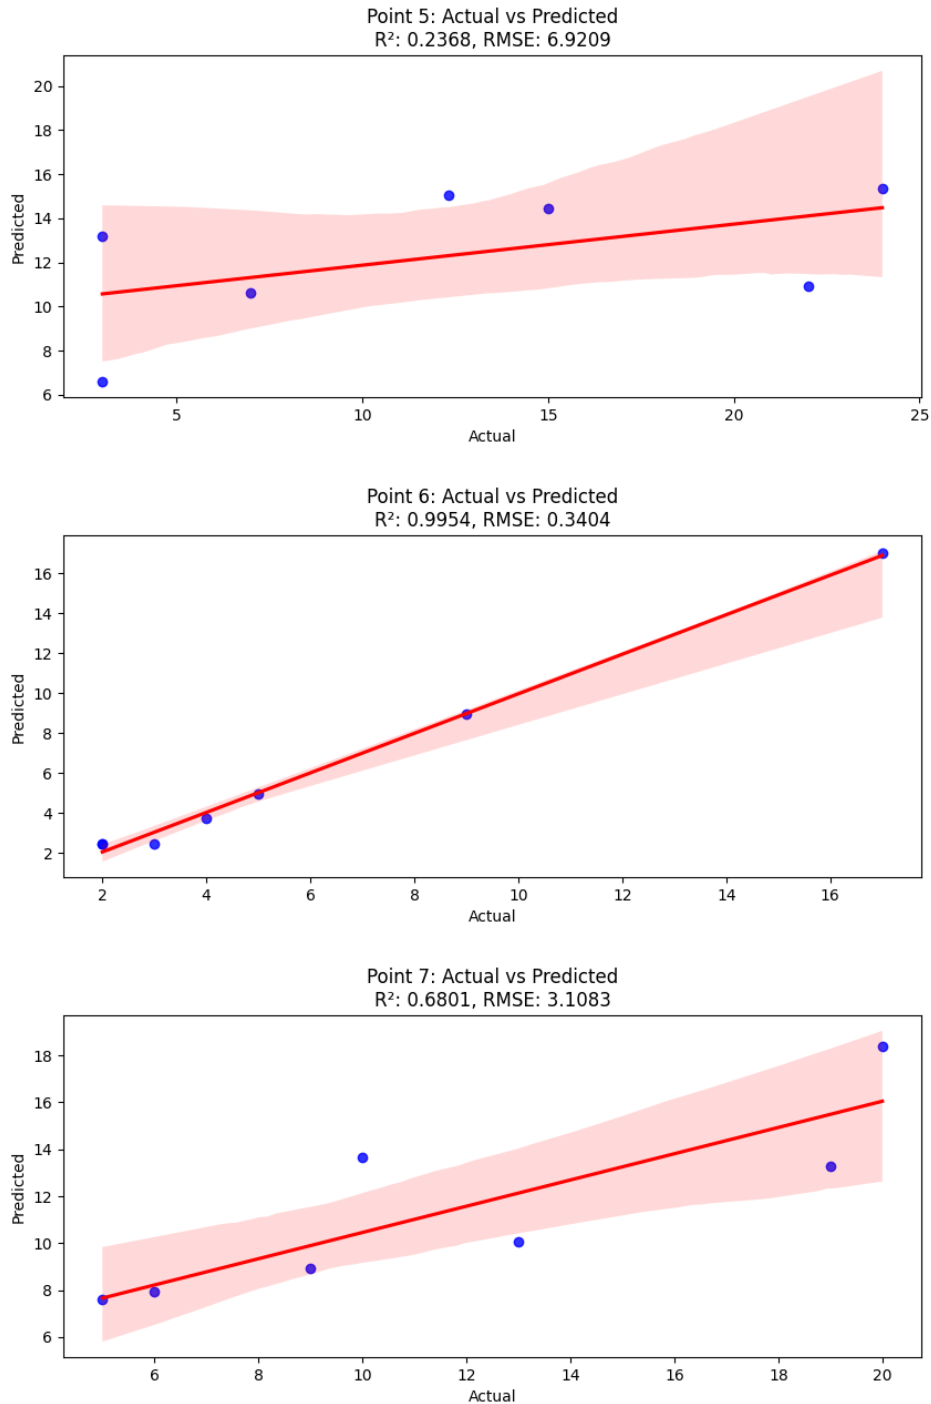 Point 5: Actual vs Predicted
R²: 0.2368, RMSE: 6.9209
20
18
16
14
12
10
8
6
Predicted
5 10 15 20 25
Actual
Point 6: Actual vs Predicted
R²: 0.9954, RMSE: 0.3404
16
14
12
10
8
6
4
2
Predicted
2 4 6 8 10 12 14 16
Actual
Point 7: Actual vs Predicted
R²: 0.6801, RMSE: 3.1083
18
16
14
12
10
8
6
Predicted
6 8 10 12 14 16 18 20
Actual